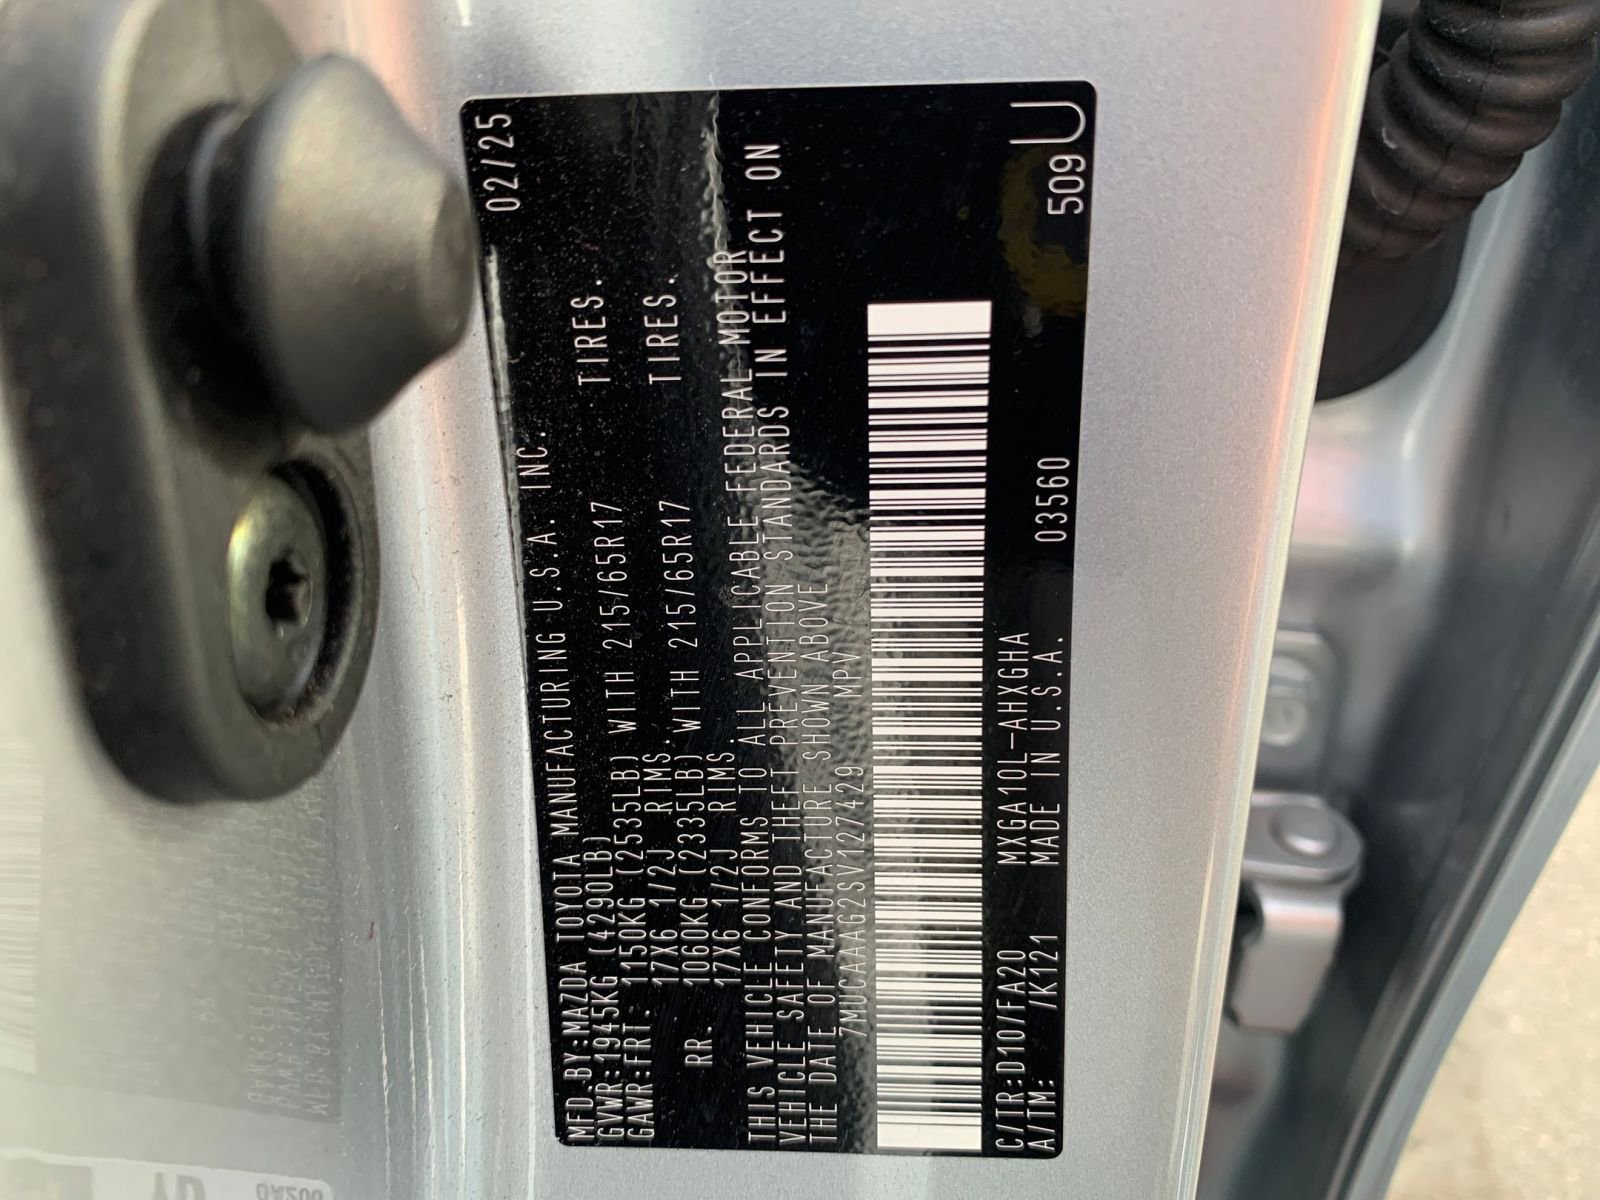 MFD.BY:MAZDA TOYOTA MANUFACTURING U.S.A. INC. 02/25
GVWR:1945KG (4290LB)
GAWR:FRT. 1150KG (2535LB) WITH 215/65R17 TIRES.
17X6 1/2J RIMS.
RR. 1060KG (2335LB) WITH 215/65R17 TIRES.
17X6 1/2J RIMS.
THIS VEHICLE CONFORMS TO ALL APPLICABLE FEDERAL MOTOR
VEHICLE SAFETY AND THEFT PREVENTION STANDARDS IN EFFECT ON
THE DATE OF MANUFACTURE SHOWN ABOVE
7MUCAAAG2SV127429 MPV
C/TR:D10/FA20 MXGA10L-AHXGHA
A/TM: /K121 MADE IN U.S.A. 03560 509 U